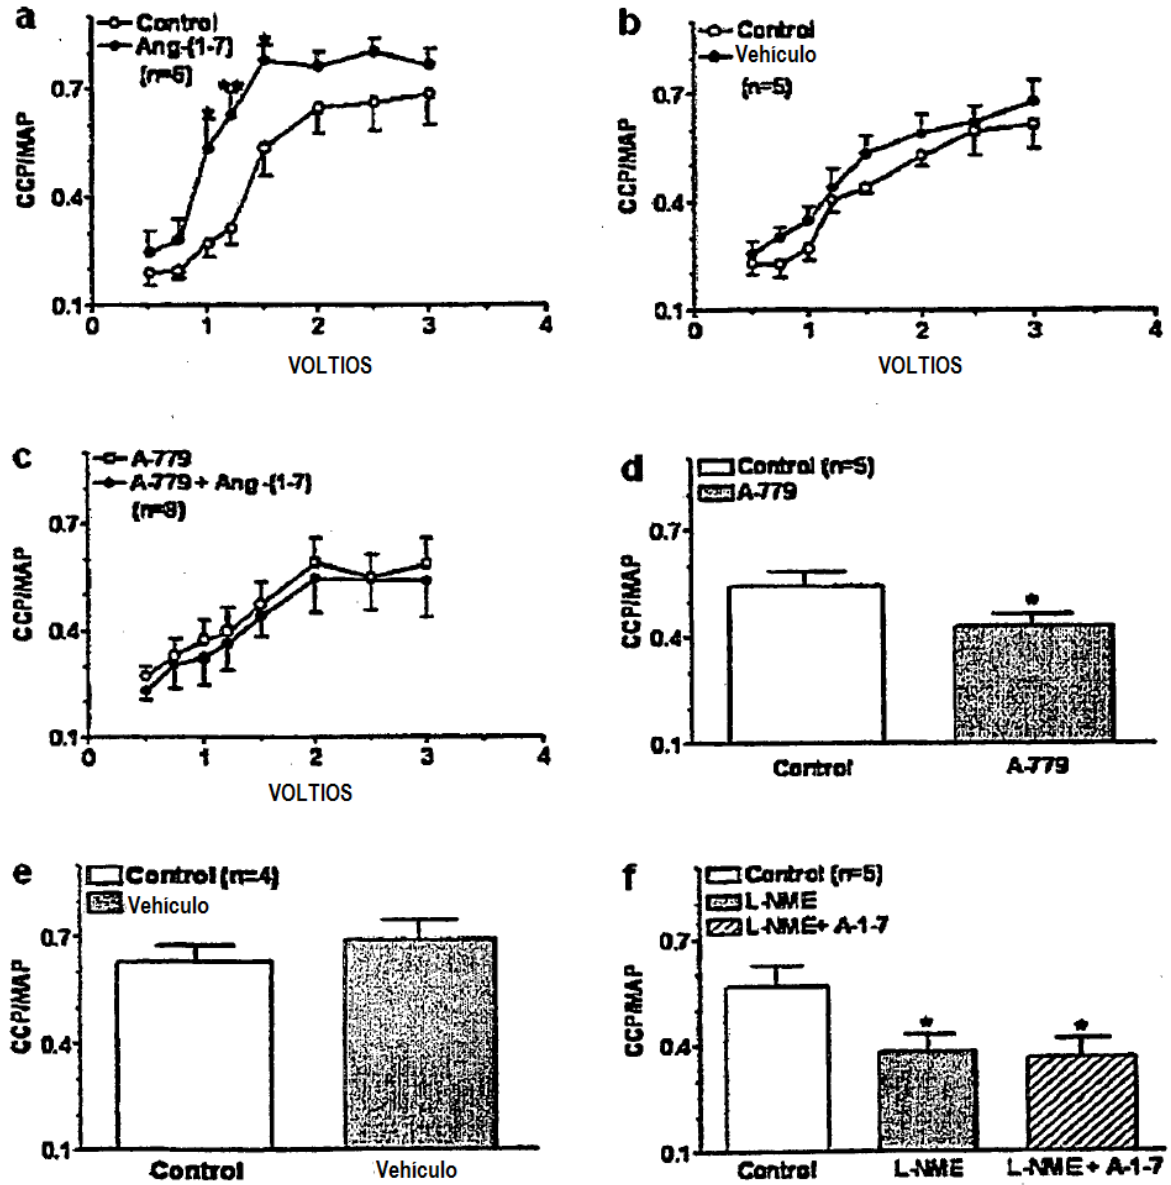 a
Control
Ang-(1-7)
(n=6)
CCP/MAP
0.7
0.4
0.1
* ** *
0 1 2 3 4
VOLTIOS
b
Control
Vehículo
(n=5)
CCP/MAP
0.7
0.4
0.1
0 1 2 3 4
VOLTIOS
c
A-779
A-779 + Ang-(1-7)
CCP/MAP
0.7
0.4
0.1
0 1 2 3 4
VOLTIOS
d
Control (n=5)
A-779
CCP/MAP
0.7
0.4
0.1
*
Control A-779
e
Control (n=4)
Vehículo
CCP/MAP
0.7
0.4
0.1
Control Vehículo
f
Control (n=5)
L-NME
L-NME+ A-1-7
CCP/MAP
0.7
0.4
0.1
* *
Control L-NME L-NME+ A-1-7